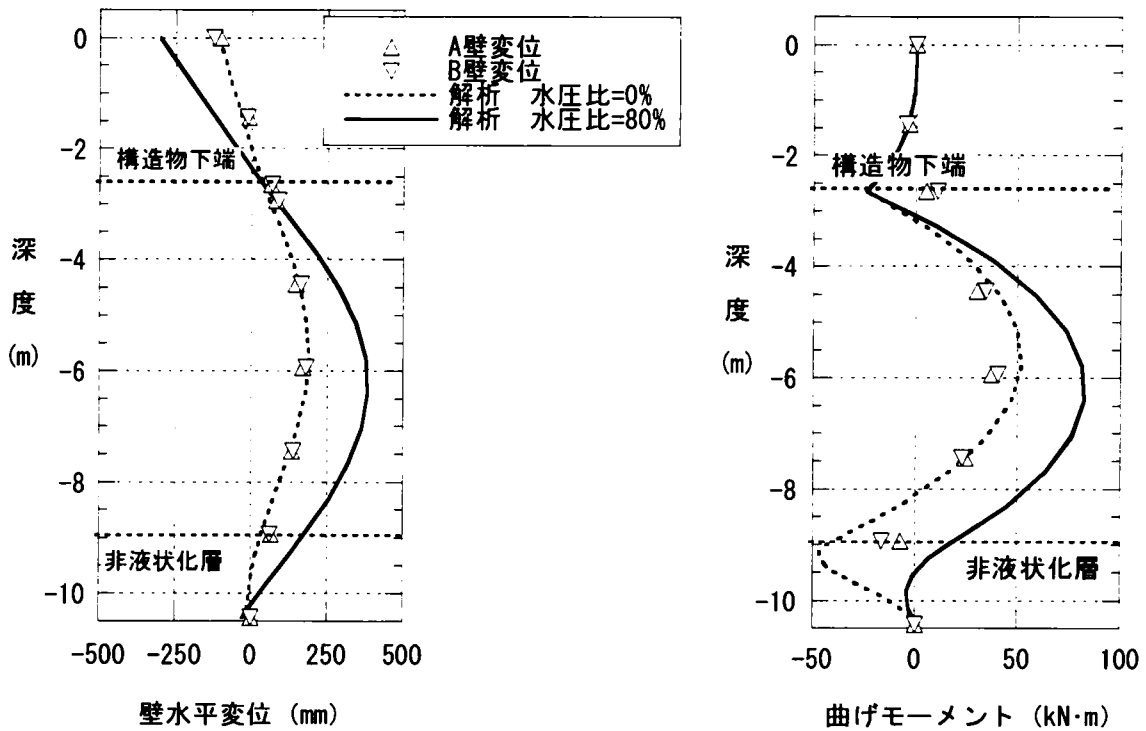 A壁変位
B壁変位
解析 水圧比=0%
解析 水圧比=80%
0
-2
-4
-6
-8
-10
深度(m)
構造物下端
非液状化層
-500 -250 0 250 500
壁水平変位 (mm)
0
-2
-4
-6
-8
-10
深度(m)
構造物下端
非液状化層
-50 0 50 100
曲げモーメント (kN·m)